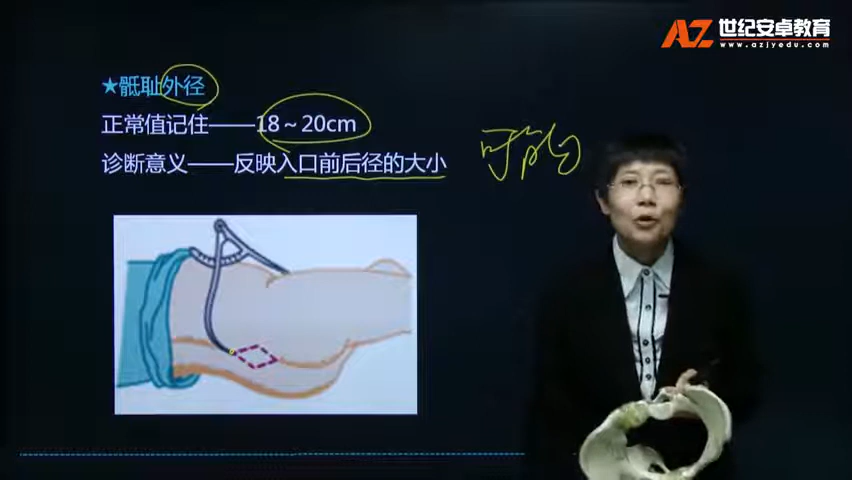 世纪安卓教育
www.azjyedu.com
★骶耻外径
正常值记住——18～20cm
诊断意义——反映入口前后径的大小